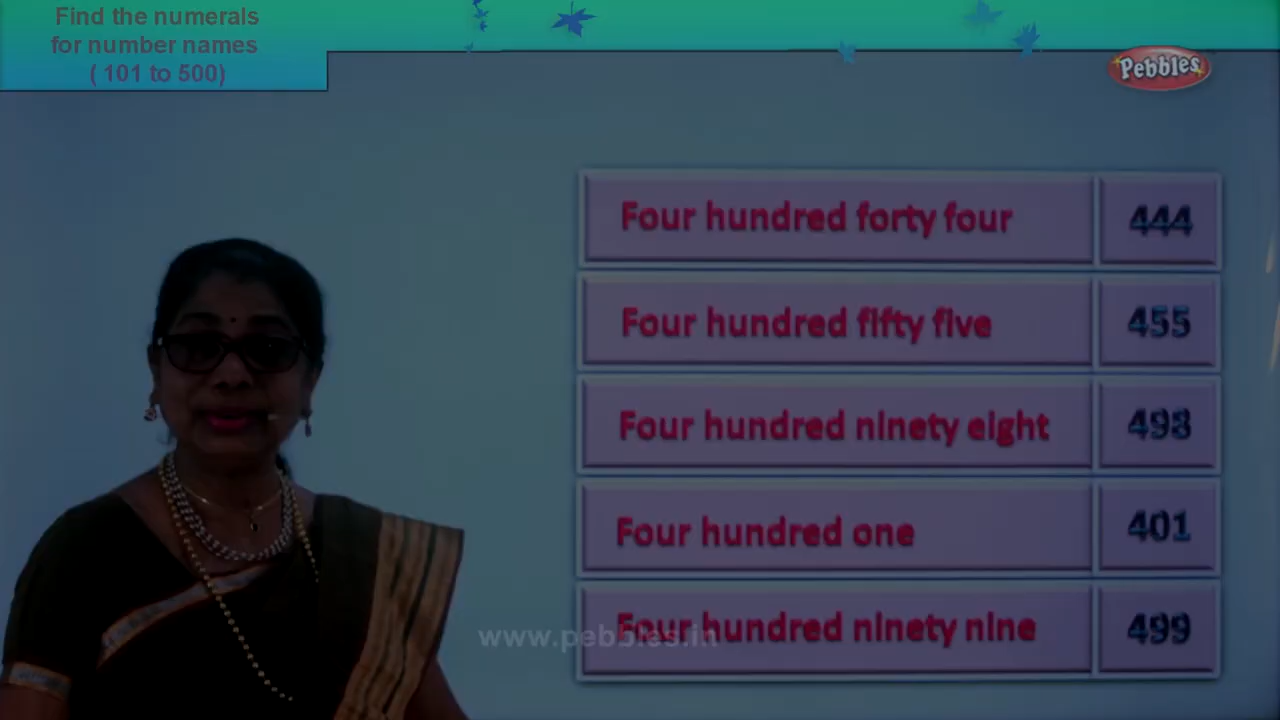 Find the numerals
for number names
( 101 to 500)
Pebbles
Four hundred forty four 444
Four hundred fifty five 455
Four hundred ninety eight 498
Four hundred one 401
Four hundred ninety nine 499
www.pebbles.in